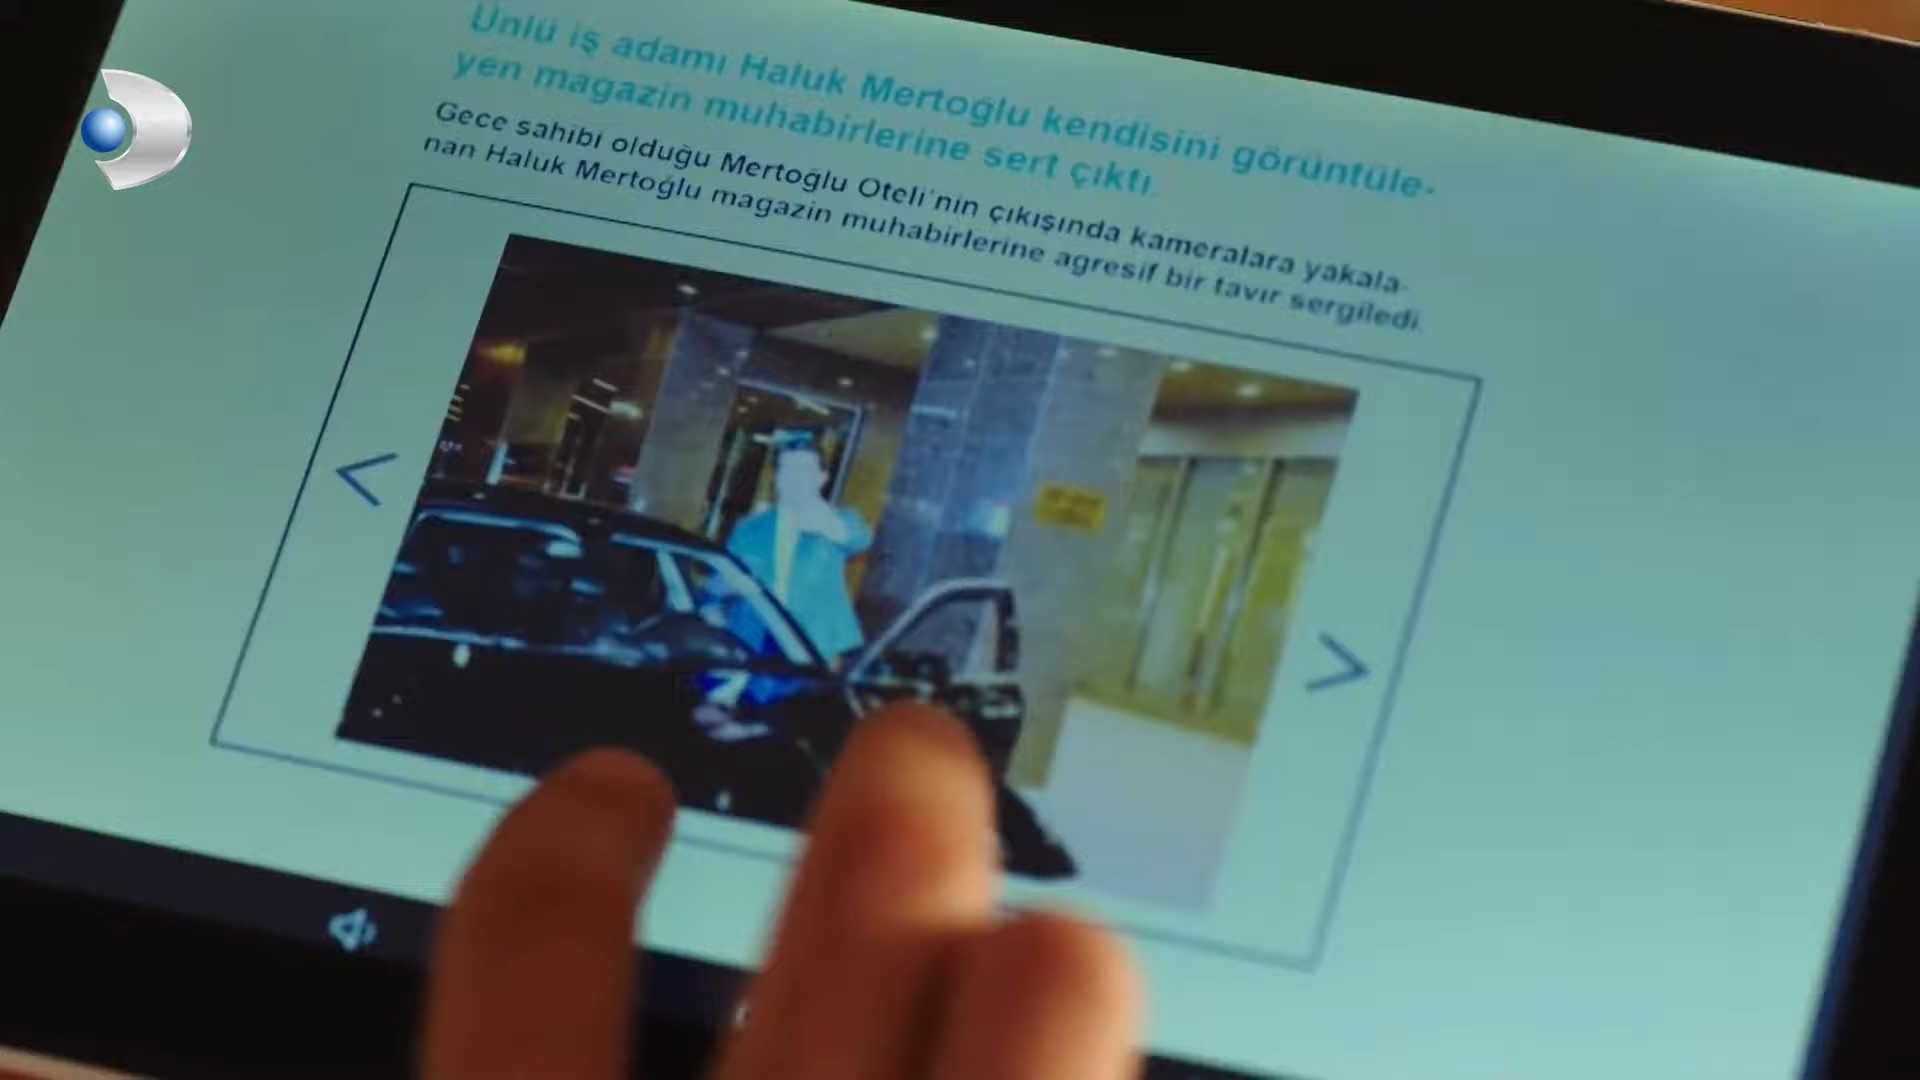 Ünlü iş adamı Haluk Mertoğlu kendisini görüntüle-
yen magazin muhabirlerine sert çıktı.
Gece sahibi olduğu Mertoğlu Oteli'nin çıkışında kameralara yakala-
nan Haluk Mertoğlu magazin muhabirlerine agresif bir tavır sergiledi.